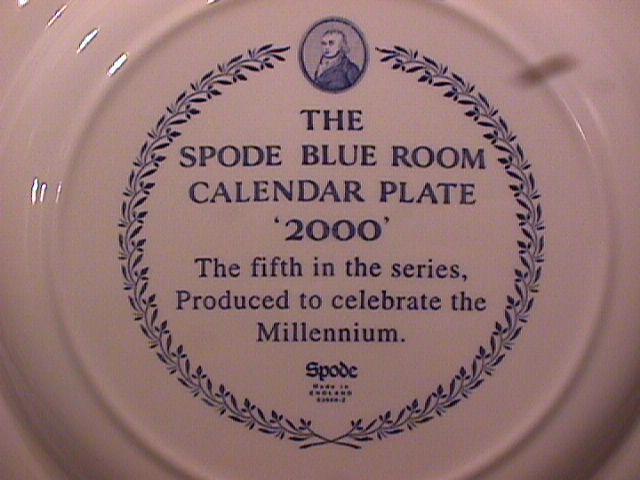 THE
SPODE BLUE ROOM
CALENDAR PLATE
‘2000’
The fifth in the series,
Produced to celebrate the
Millennium.
Spode
Made in
ENGLAND